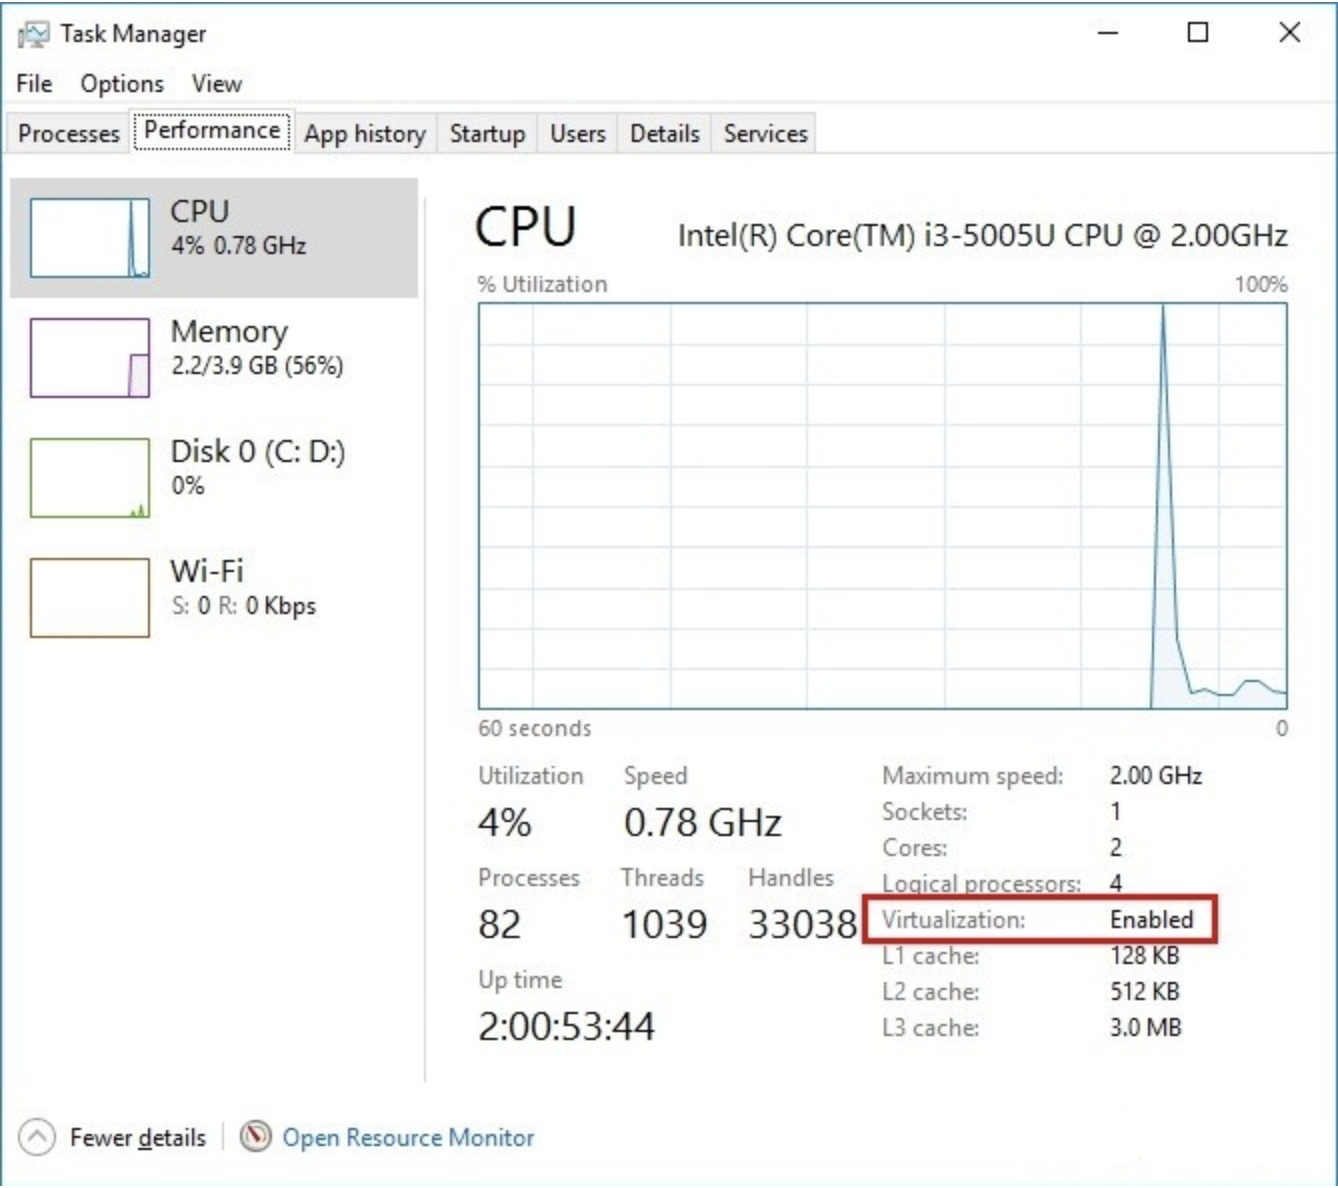 Task Manager
File Options View
Processes Performance App history Startup Users Details Services
CPU
4% 0.78 GHz
Memory
2.2/3.9 GB (56%)
Disk 0 (C: D:)
0%
Wi-Fi
S: 0 R: 0 Kbps
CPU Intel(R) Core(TM) i3-5005U CPU @ 2.00GHz
% Utilization 100%
60 seconds 0
Utilization Speed
4% 0.78 GHz
Processes Threads Handles
82 1039 33038
Up time
2:00:53:44
Maximum speed: 2.00 GHz
Sockets: 1
Cores: 2
Logical processors: 4
Virtualization: Enabled
L1 cache: 128 KB
L2 cache: 512 KB
L3 cache: 3.0 MB
Fewer details Open Resource Monitor